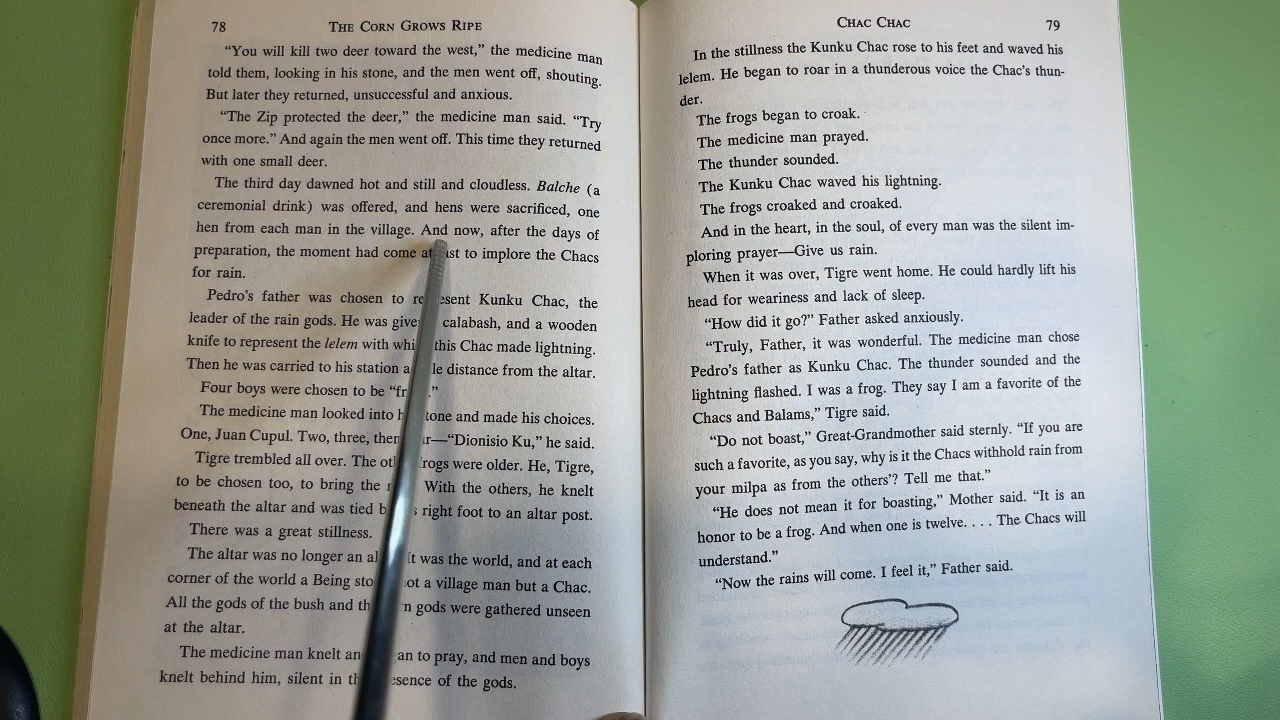 78
THE CORN GROWS RIPE
"You will kill two deer toward the west," the medicine man
told them, looking in his stone, and the men went off, shouting.
But later they returned, unsuccessful and anxious.
"The Zip protected the deer," the medicine man said. "Try
once more." And again the men went off. This time they returned
with one small deer.
The third day dawned hot and still and cloudless. Balche (a
ceremonial drink) was offered, and hens were sacrificed, one
hen from each man in the village. And now, after the days of
preparation, the moment had come to implore the Chacs
for rain.
Pedro's father was chosen to represent Kunku Chac, the
leader of the rain gods. He was calabash, and a wooden
knife to represent the lelem with this Chac made lightning.
Then he was carried to his station distance from the altar.
Four boys were chosen to be
The medicine man looked into stone and made his choices.
One, Juan Cupul. Two, three, "Dionisio Ku," he said.
Tigre trembled all over. The frogs were older. He, Tigre,
to be chosen too, to bring the With the others, he knelt
beneath the altar and was tied right foot to an altar post.
There was a great stillness.
The altar was no longer an It was the world, and at each
corner of the world a Being a village man but a Chac.
All the gods of the bush and gods were gathered unseen
at the altar.
The medicine man knelt to pray, and men and boys
knelt behind him, silent in presence of the gods.
CHAC CHAC
79
In the stillness the Kunku Chac rose to his feet and waved his
lelem. He began to roar in a thunderous voice the Chac's thun-
der.
The frogs began to croak.
The medicine man prayed.
The thunder sounded.
The Kunku Chac waved his lightning.
The frogs croaked and croaked.
And in the heart, in the soul, of every man was the silent im-
ploring prayer—Give us rain.
When it was over, Tigre went home. He could hardly lift his
head for weariness and lack of sleep.
"How did it go?" Father asked anxiously.
"Truly, Father, it was wonderful. The medicine man chose
Pedro's father as Kunku Chac. The thunder sounded and the
lightning flashed. I was a frog. They say I am a favorite of the
Chacs and Balams," Tigre said.
"Do not boast," Great-Grandmother said sternly. "If you are
such a favorite, as you say, why is it the Chacs withhold rain from
your milpa as from the others'? Tell me that."
"He does not mean it for boasting," Mother said. "It is an
honor to be a frog. And when one is twelve. . . . The Chacs will
understand."
"Now the rains will come. I feel it," Father said.